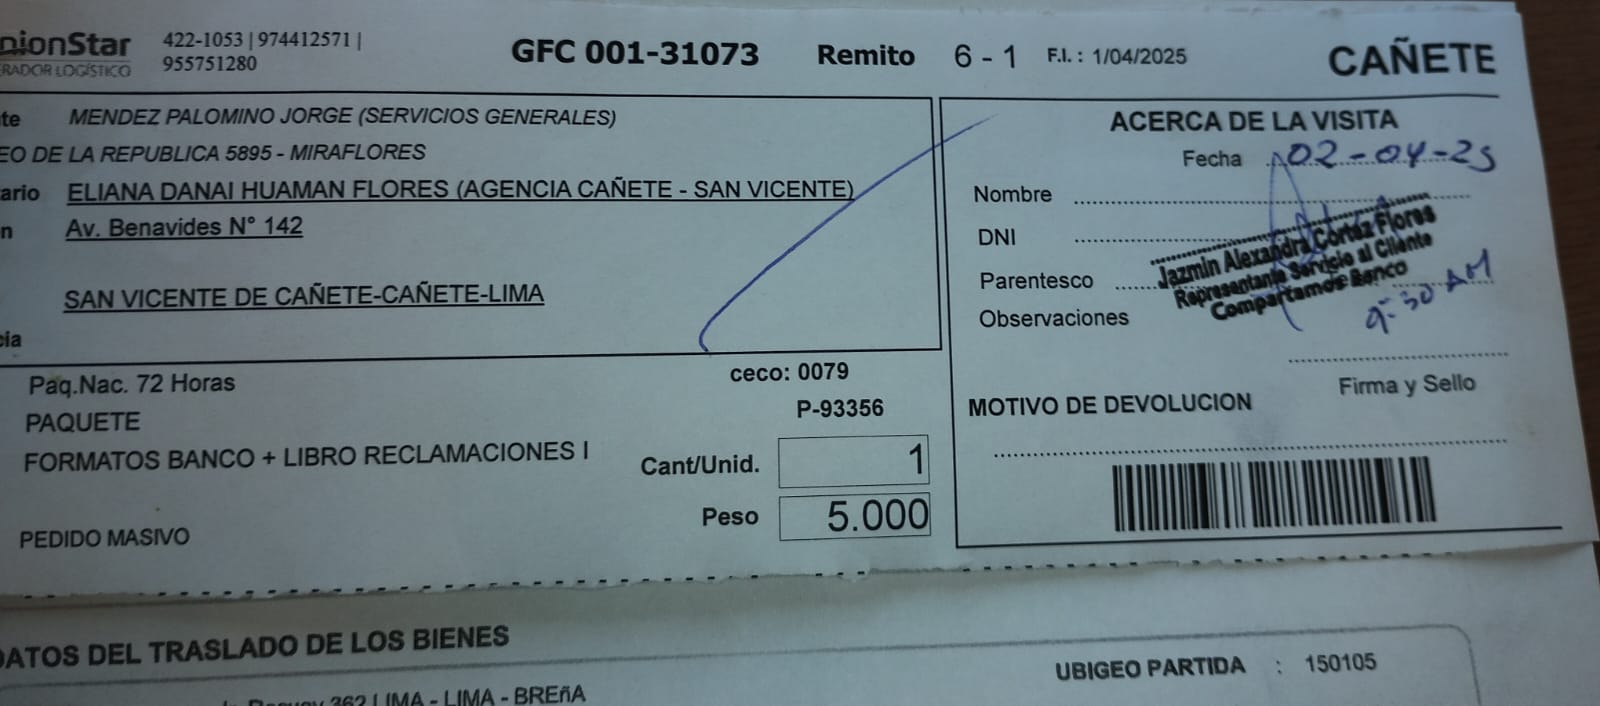 nionStar
RADOR LOGÍSTICO
422-1053 | 974412571 |
955751280
GFC 001-31073 Remito 6 - 1 F.I. : 1/04/2025 CAÑETE
te MENDEZ PALOMINO JORGE (SERVICIOS GENERALES)
EO DE LA REPUBLICA 5895 - MIRAFLORES
ario ELIANA DANAI HUAMAN FLORES (AGENCIA CAÑETE - SAN VICENTE)
n Av. Benavides N° 142
SAN VICENTE DE CAÑETE-CAÑETE-LIMA
cia
ACERCA DE LA VISITA
Fecha 02-04-25
Nombre
DNI
Parentesco
Observaciones
Jazmin Alexandra Cortéz Flores
Representante Servicio al Cliente
Compartamos Banco
9:30 AM
Firma y Sello
MOTIVO DE DEVOLUCION
Paq.Nac. 72 Horas
ceco: 0079
PAQUETE
P-93356
FORMATOS BANCO + LIBRO RECLAMACIONES I
Cant/Unid. 1
Peso 5.000
PEDIDO MASIVO
DATOS DEL TRASLADO DE LOS BIENES
UBIGEO PARTIDA : 150105
362 LIMA - LIMA - BREñA